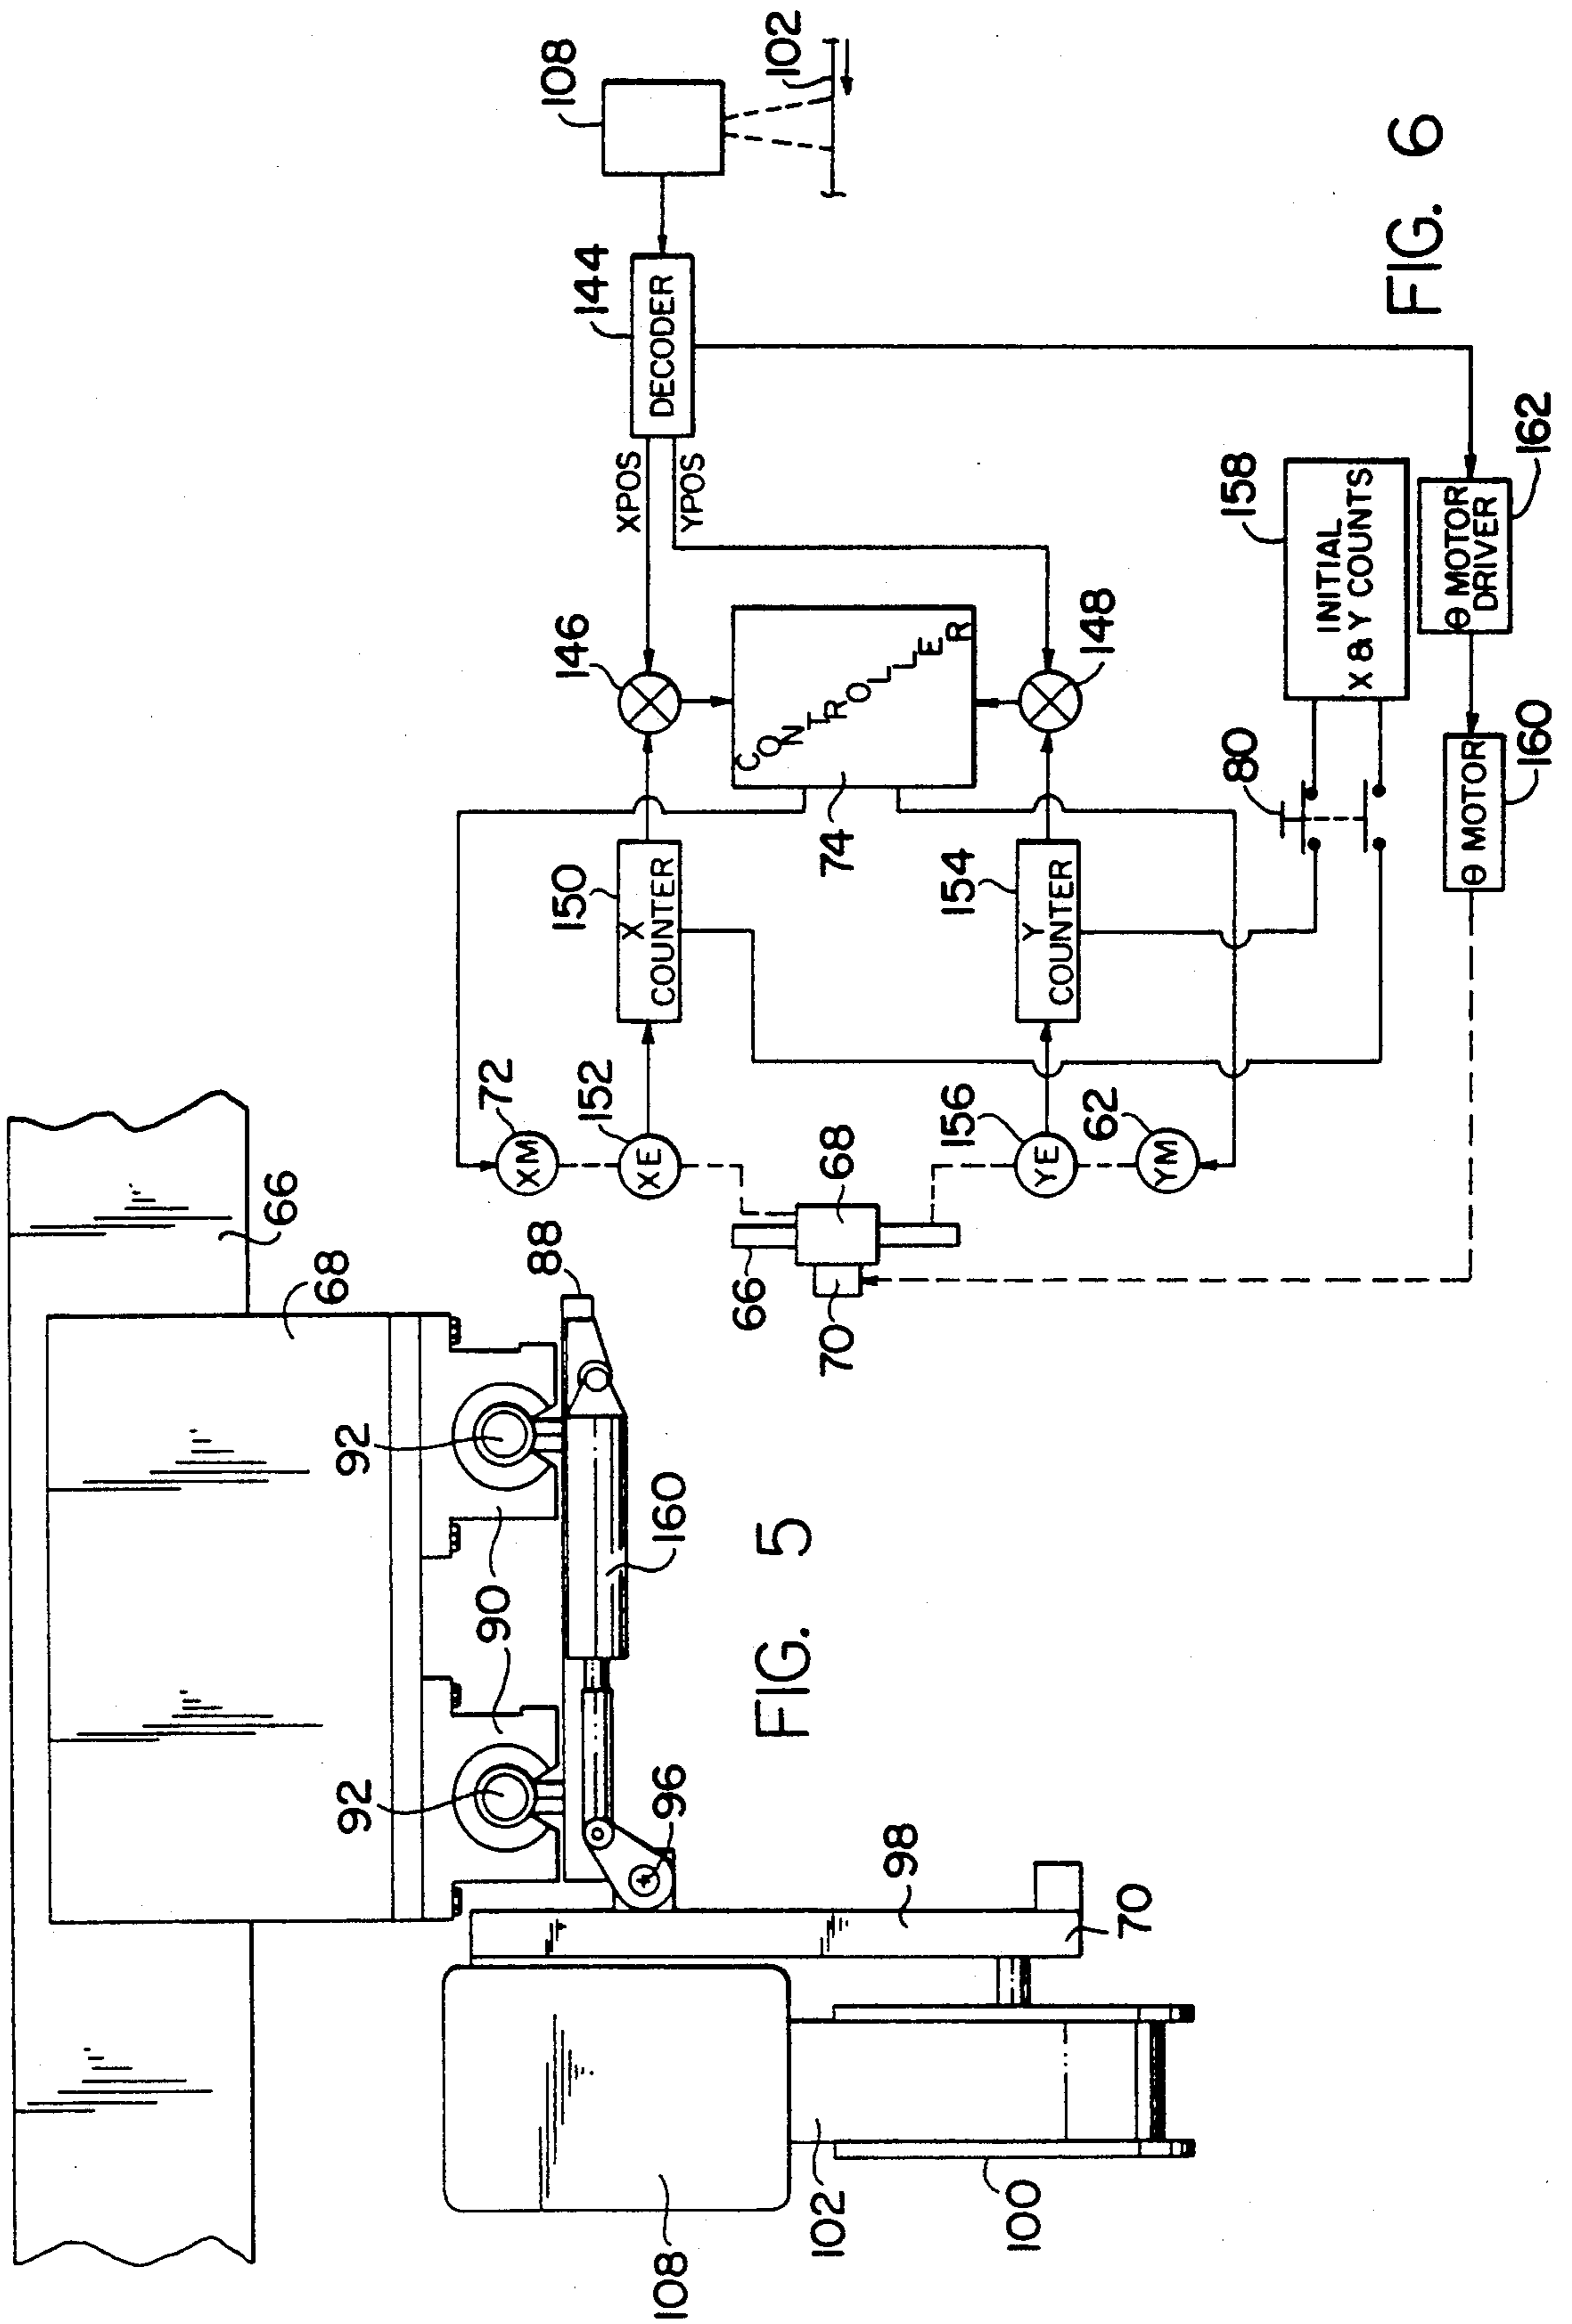 66
68
92
92
90
88
160
96
98
70
108
102
100
FIG. 5
108
102
144
DECODER
XPOS
YPOS
146
148
CONTROLLER
74
150
X
COUNTER
154
Y
COUNTER
72
XM
152
XE
156
YE
62
YM
66
68
70
158
INITIAL
X & Y COUNTS
80
162
θ MOTOR
DRIVER
160
θ MOTOR
FIG. 6